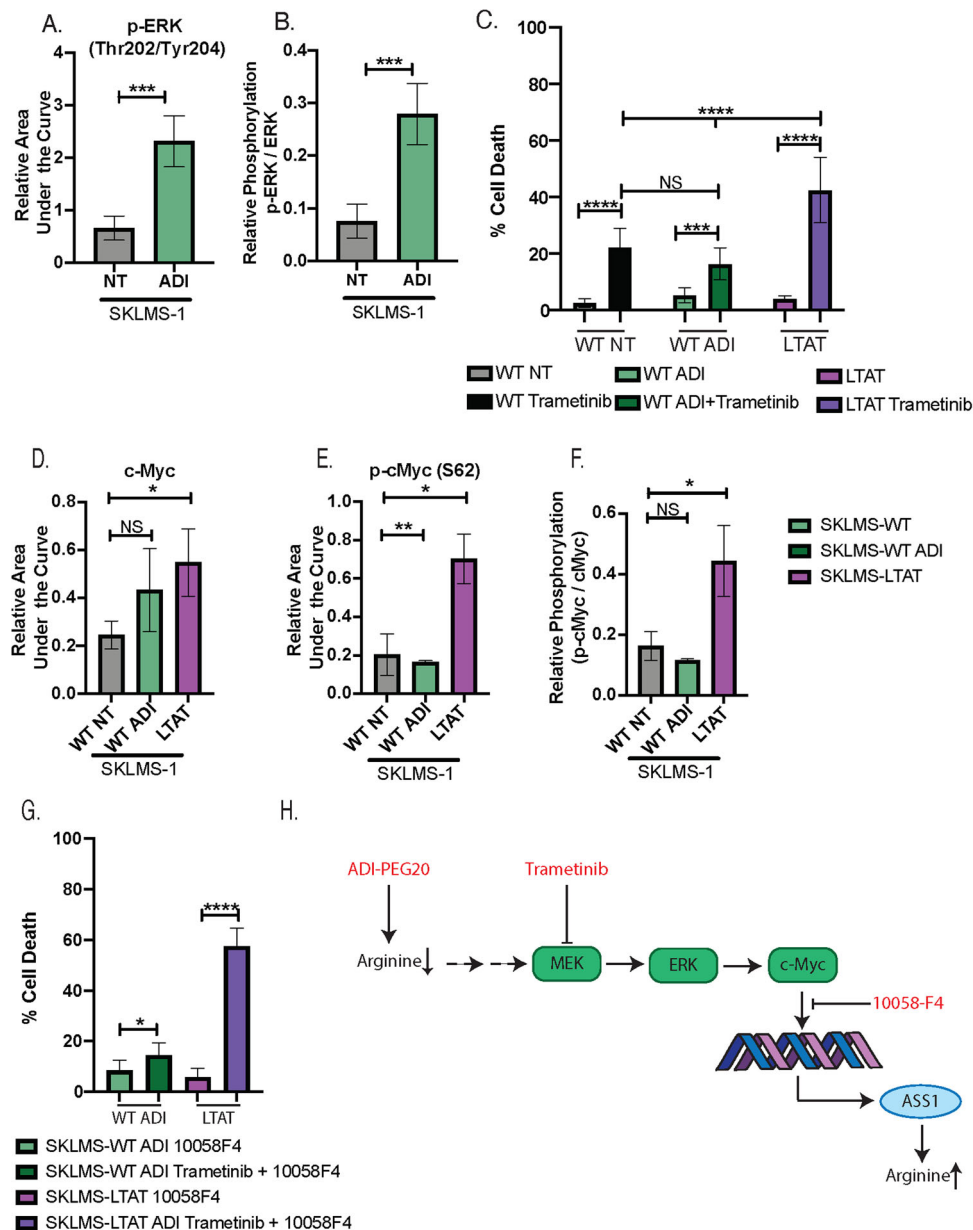 A.
p-ERK
(Thr202/Tyr204)
Relative Area
Under the Curve
4
3
2
1
0
***
NT
ADI
SKLMS-1
B.
Relative Phosphorylation
p-ERK / ERK
0.4
0.3
0.2
0.1
0.0
***
NT
ADI
SKLMS-1
C.
% Cell Death
100
80
60
40
20
0
****
****
NS
****
***
WT NT
WT ADI
LTAT
WT NT
WT ADI
LTAT
WT Trametinib
WT ADI+Trametinib
LTAT Trametinib
D.
c-Myc
Relative Area
Under the Curve
0.8
0.6
0.4
0.2
0.0
*
NS
WT NT
WT ADI
LTAT
SKLMS-1
E.
p-cMyc (S62)
Relative Area
Under the Curve
1.0
0.8
0.6
0.4
0.2
0.0
*
**
WT NT
WT ADI
LTAT
SKLMS-1
F.
Relative Phosphorylation
(p-cMyc / cMyc)
0.6
0.4
0.2
0.0
*
NS
WT NT
WT ADI
LTAT
SKLMS-1
SKLMS-WT
SKLMS-WT ADI
SKLMS-LTAT
G.
% Cell Death
100
80
60
40
20
0
****
*
WT ADI
LTAT
SKLMS-WT ADI 10058F4
SKLMS-WT ADI Trametinib + 10058F4
SKLMS-LTAT 10058F4
SKLMS-LTAT ADI Trametinib + 10058F4
H.
ADI-PEG20
Trametinib
Arginine
MEK
ERK
c-Myc
10058-F4
ASS1
Arginine